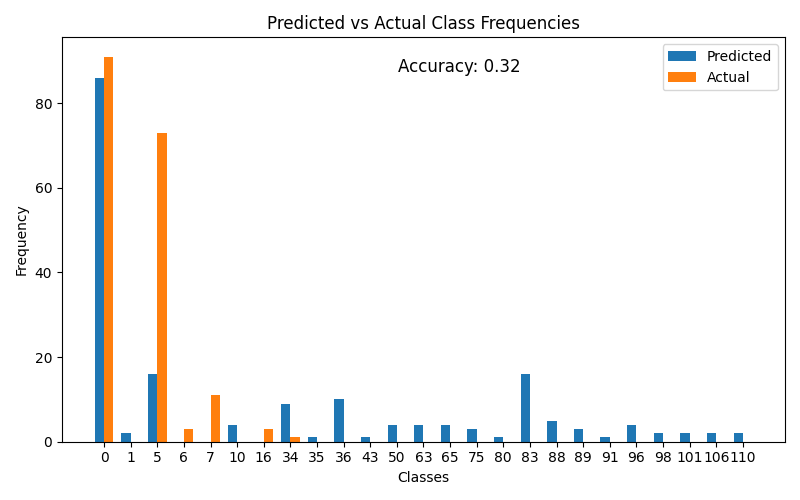 Predicted vs Actual Class Frequencies
Accuracy: 0.32
Predicted
Actual
Frequency
80
60
40
20
0
0 1 5 6 7 10 16 34 35 36 43 50 63 65 75 80 83 88 89 91 96 98 101 106 110
Classes